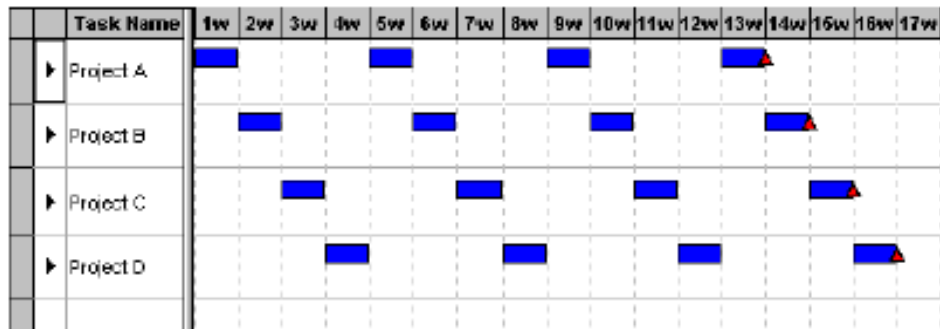 Task Name 1w 2w 3w 4w 5w 6w 7w 8w 9w 10w 11w 12w 13w 14w 15w 16w 17w
Project A
Project B
Project C
Project D